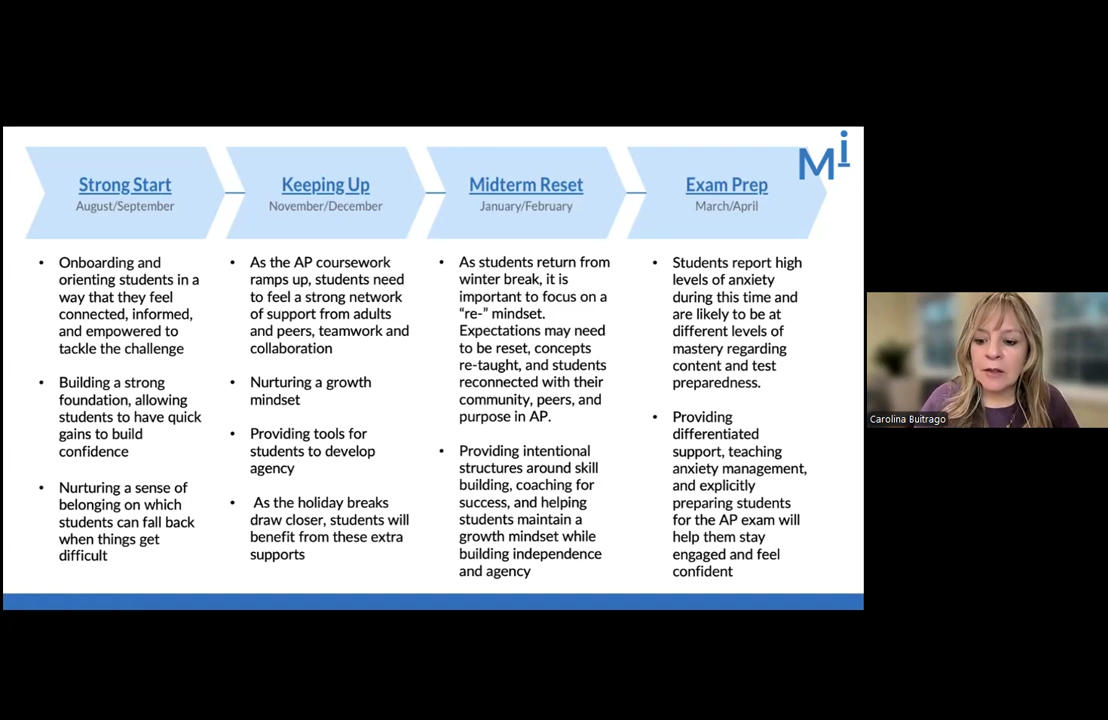 Mi
Strong Start
August/September
Keeping Up
November/December
Midterm Reset
January/February
Exam Prep
March/April
• Onboarding and
orienting students in a
way that they feel
connected, informed,
and empowered to
tackle the challenge
• Building a strong
foundation, allowing
students to have quick
gains to build
confidence
• Nurturing a sense of
belonging on which
students can fall back
when things get
difficult
• As the AP coursework
ramps up, students need
to feel a strong network
of support from adults
and peers, teamwork and
collaboration
• Nurturing a growth
mindset
• Providing tools for
students to develop
agency
• As the holiday breaks
draw closer, students will
benefit from these extra
supports
• As students return from
winter break, it is
important to focus on a
“re-” mindset.
Expectations may need
to be reset, concepts
re-taught, and students
reconnected with their
community, peers, and
purpose in AP.
• Providing intentional
structures around skill
building, coaching for
success, and helping
students maintain a
growth mindset while
building independence
and agency
• Students report high
levels of anxiety
during this time and
are likely to be at
different levels of
mastery regarding
content and test
preparedness.
• Providing
differentiated
support, teaching
anxiety management,
and explicitly
preparing students
for the AP exam will
help them stay
engaged and feel
confident
Carolina Buitrago